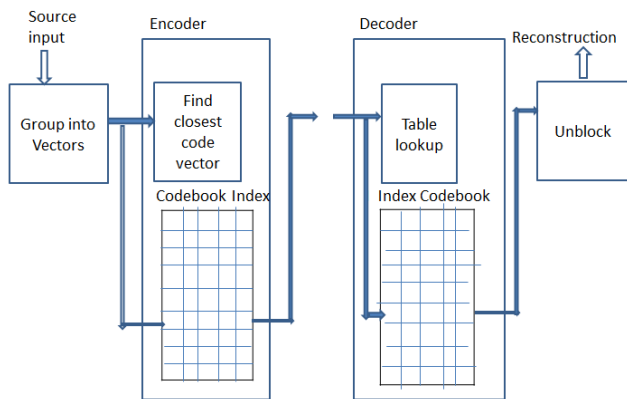 Source
input
Encoder
Decoder
Reconstruction
Group into
Vectors
Find
closest
code
vector
Table
lookup
Unblock
Codebook Index
Index Codebook